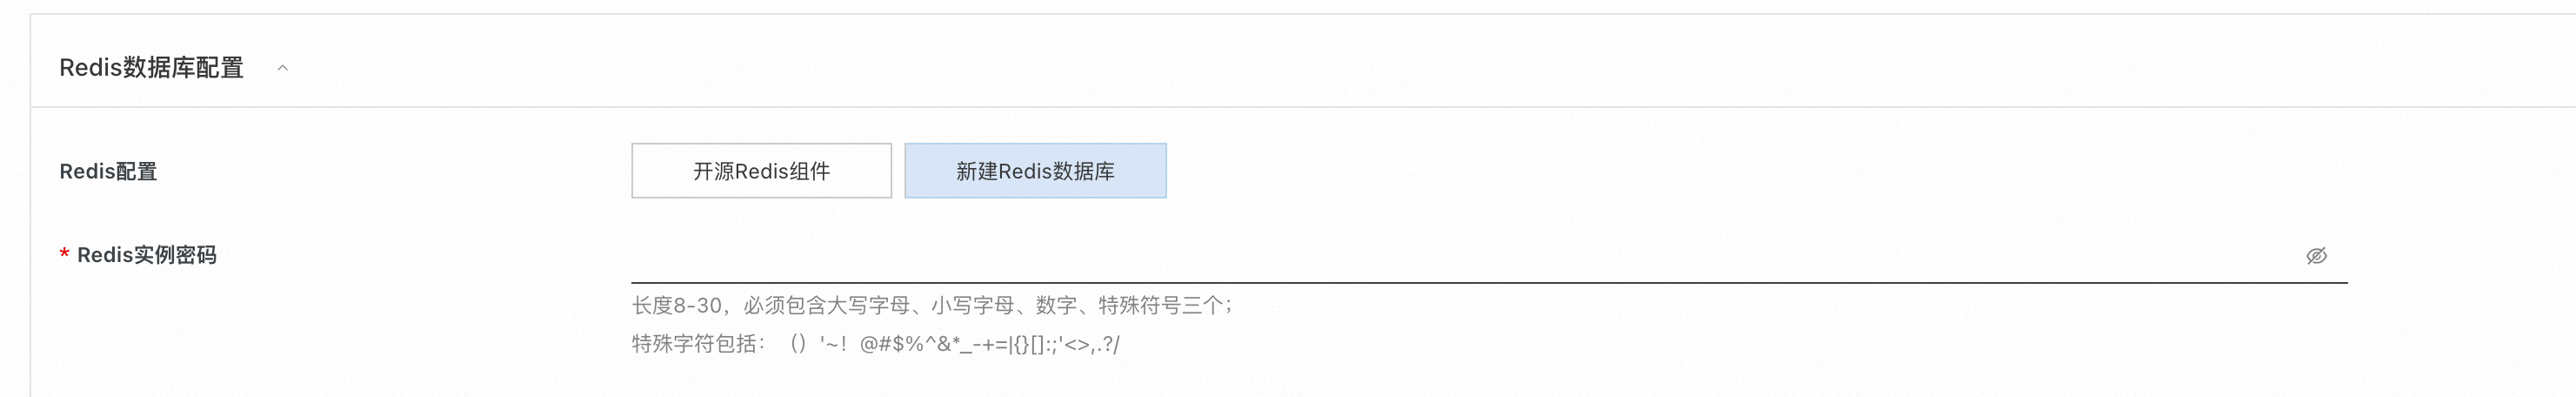 Redis数据库配置
Redis配置
开源Redis组件
新建Redis数据库
* Redis实例密码
长度8-30，必须包含大写字母、小写字母、数字、特殊符号三个；
特殊字符包括：（）'~！@#$%^&*_-+=|{}[]:;'<>,.?/